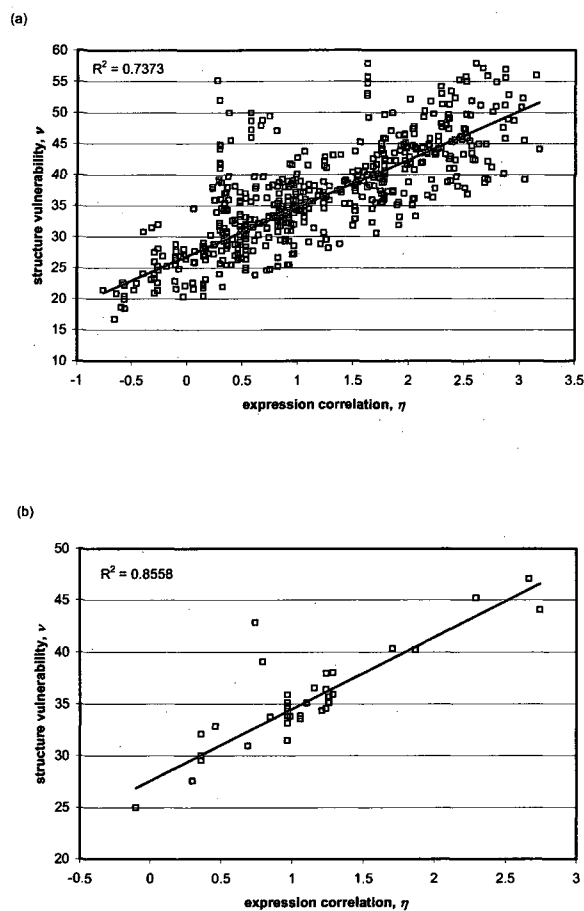 (a)
R² = 0.7373
structure vulnerability, ν
60
55
50
45
40
35
30
25
20
15
10
-1 -0.5 0 0.5 1 1.5 2 2.5 3 3.5
expression correlation, η
(b)
R² = 0.8558
structure vulnerability, ν
50
45
40
35
30
25
20
-0.5 0 0.5 1 1.5 2 2.5 3
expression correlation, η